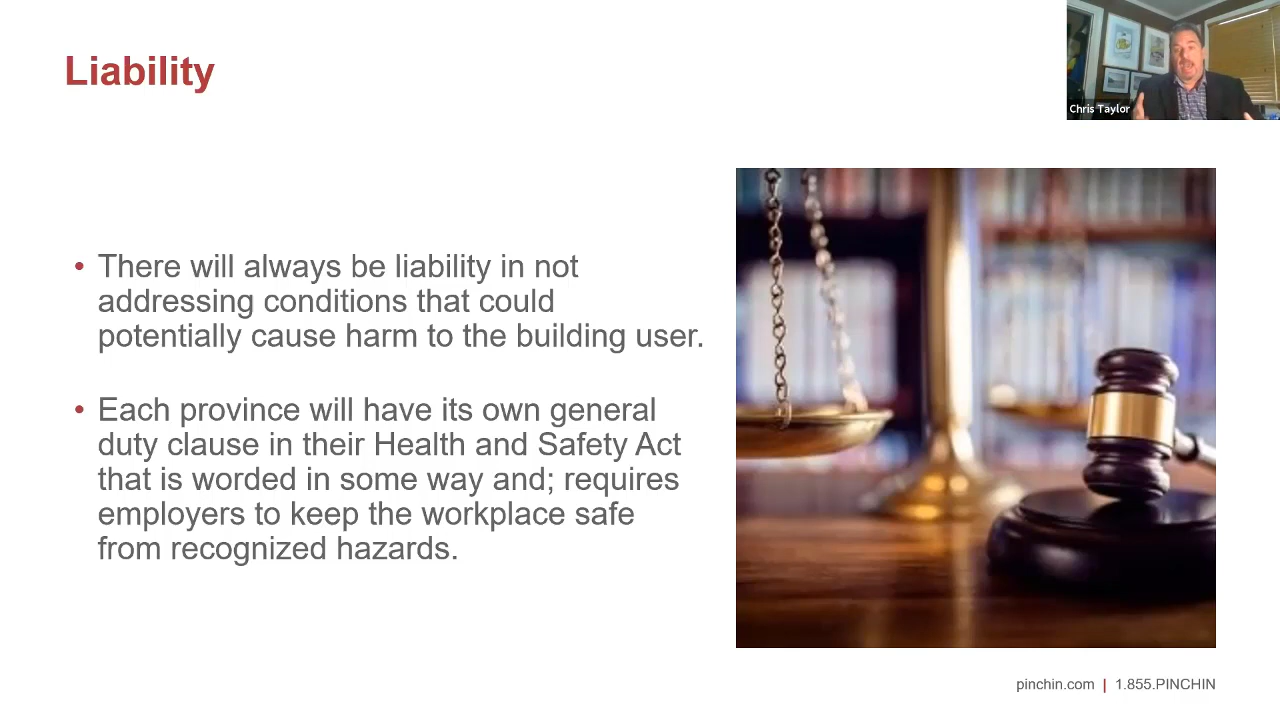 Liability
Chris Taylor
• There will always be liability in not
addressing conditions that could
potentially cause harm to the building user.
• Each province will have its own general
duty clause in their Health and Safety Act
that is worded in some way and; requires
employers to keep the workplace safe
from recognized hazards.
pinchin.com | 1.855.PINCHIN